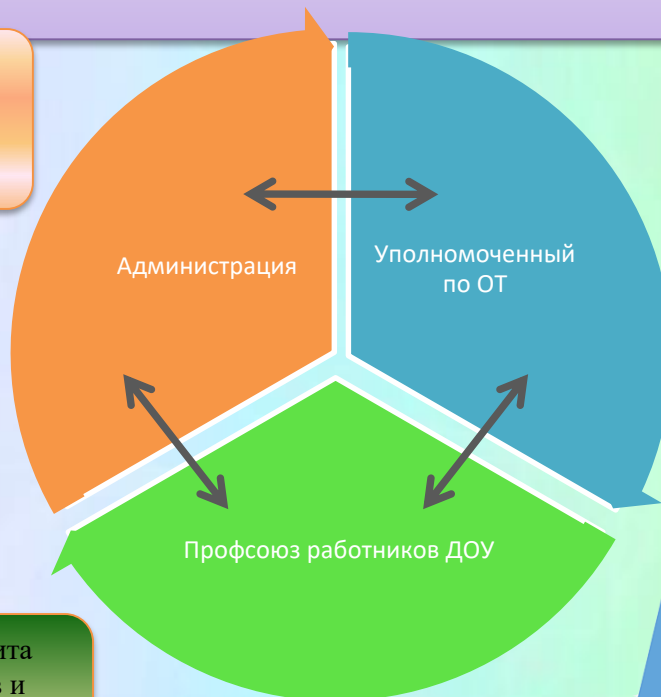 Администрация
Уполномоченный
по ОТ
Профсоюз работников ДОУ
и